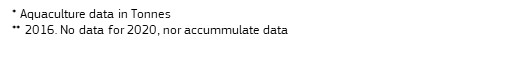 * Aquaculture data in Tonnes
** 2016. No data for 2020, nor accummulate data